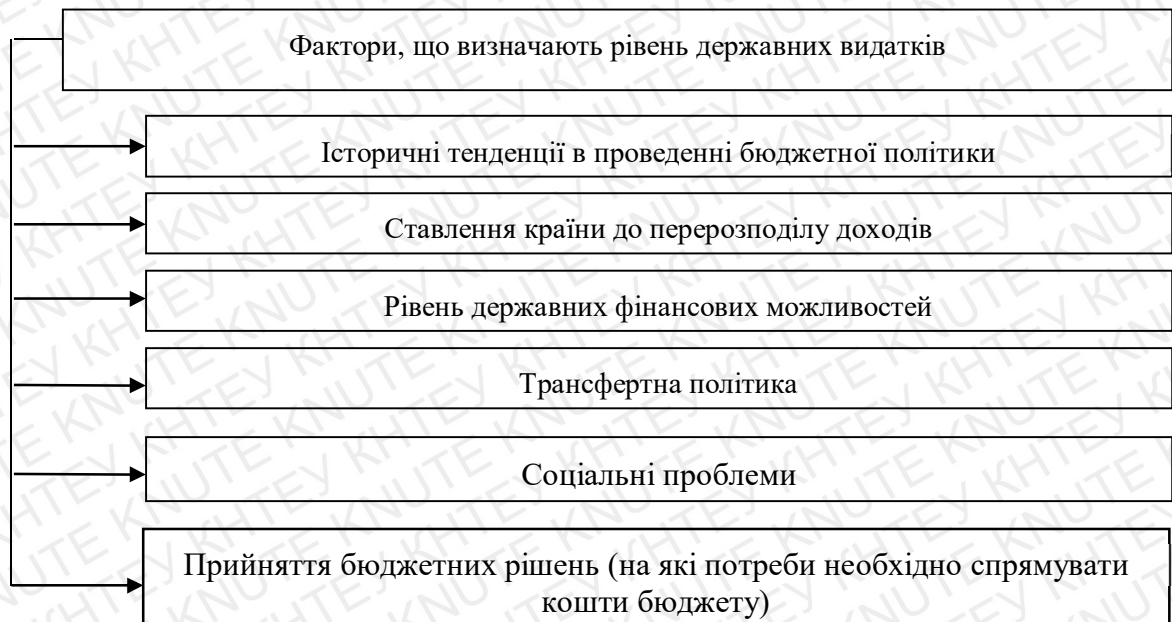 Фактори, що визначають рівень державних видатків
Історичні тенденції в проведенні бюджетної політики
Ставлення країни до перерозподілу доходів
Рівень державних фінансових можливостей
Трансфертна політика
Соціальні проблеми
Прийняття бюджетних рішень (на які потреби необхідно спрямувати
кошти бюджету)